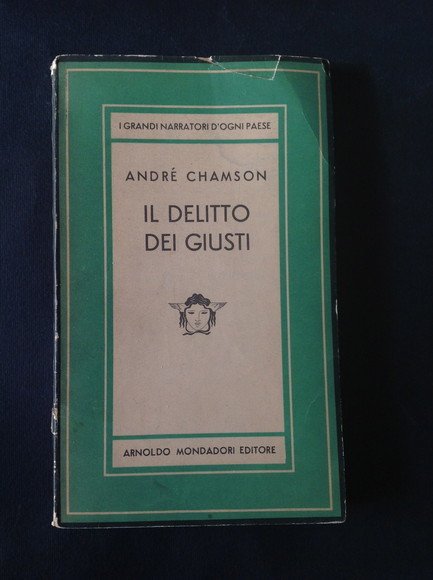 I GRANDI NARRATORI D'OGNI PAESE
ANDRÉ CHAMSON
IL DELITTO
DEI GIUSTI
ARNOLDO MONDADORI EDITORE